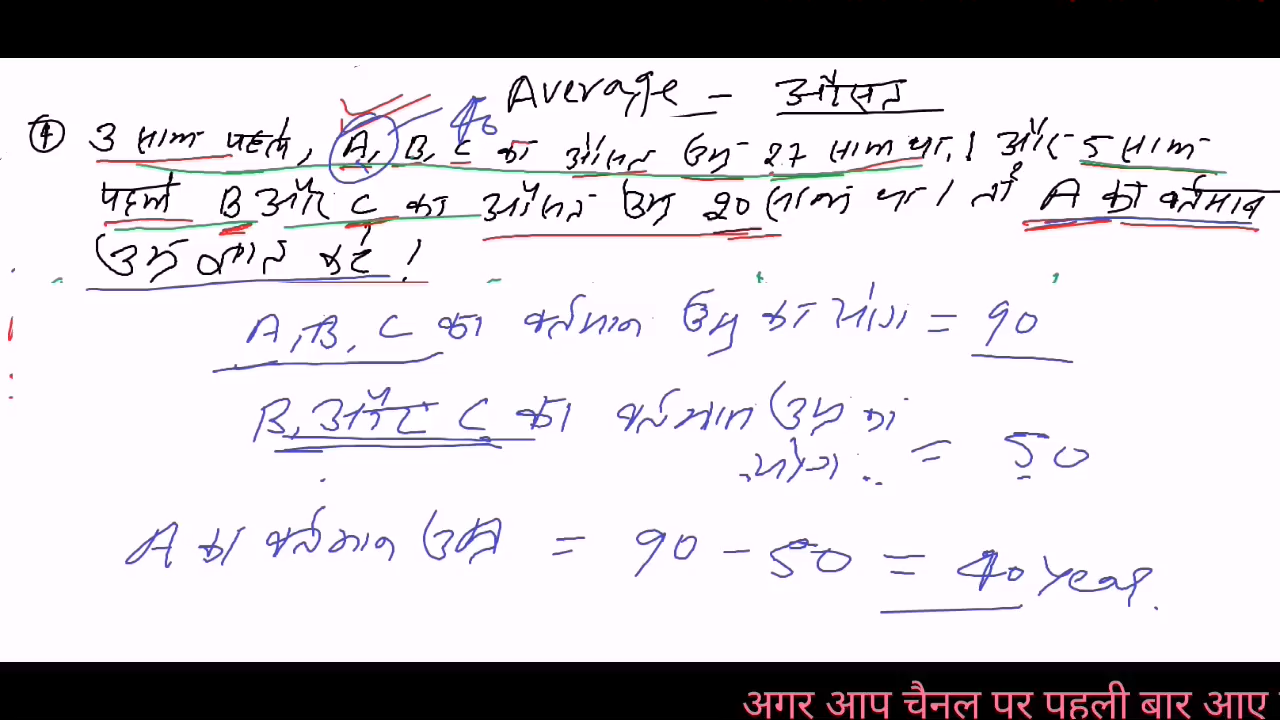 Average - औसत
④ 3 साल पहले, A, B, C का औसत उम्र 27 साल था। और 5 साल
40
पहले B और C का औसत उम्र 20 साल था। तो A का वर्तमान
उम्र ज्ञात करें।
A, B, C का वर्तमान उम्र का योग = 90
B, और C का वर्तमान उम्र का
योग = 50
A का वर्तमान उम्र = 90 - 50 = 40 year.
अगर आप चैनल पर पहली बार आए